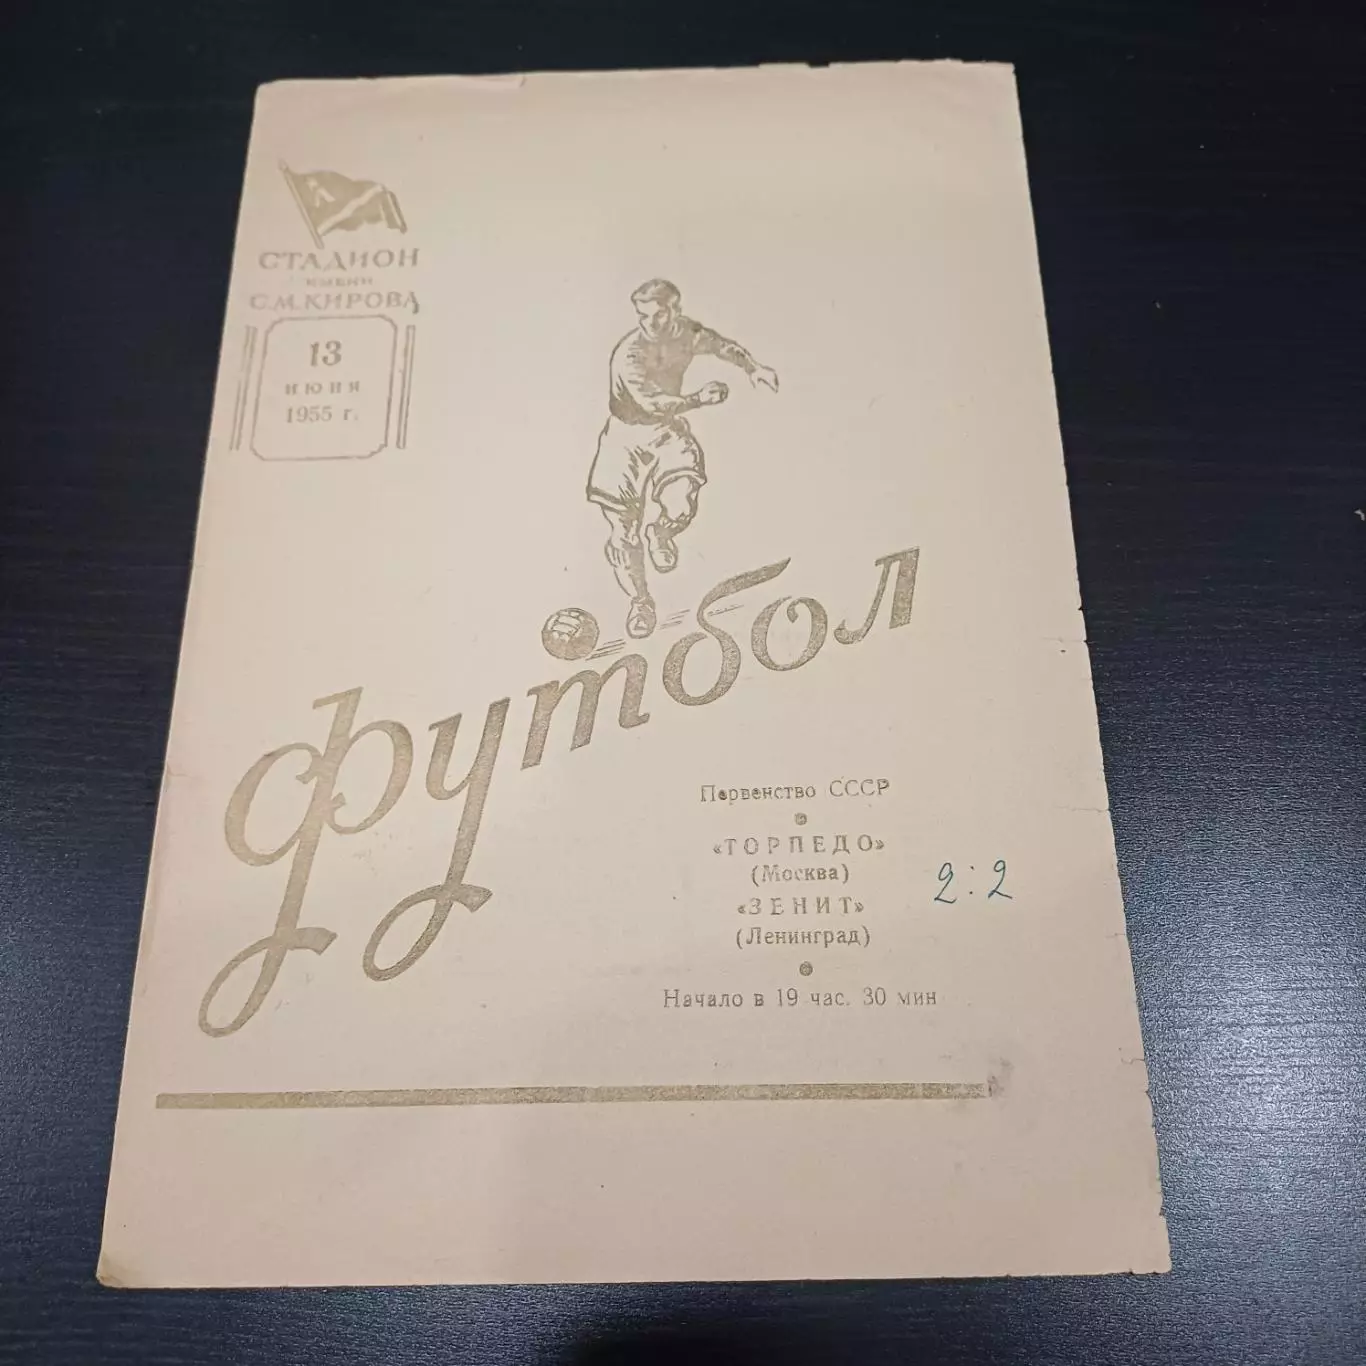 СТАДИОН
ИМЕНИ
С.М.КИРОВА
13
июня
1955 г.
Футбол
Первенство СССР
«ТОРПЕДО»
(Москва)
«ЗЕНИТ»
(Ленинград)
2:2
Начало в 19 час. 30 мин